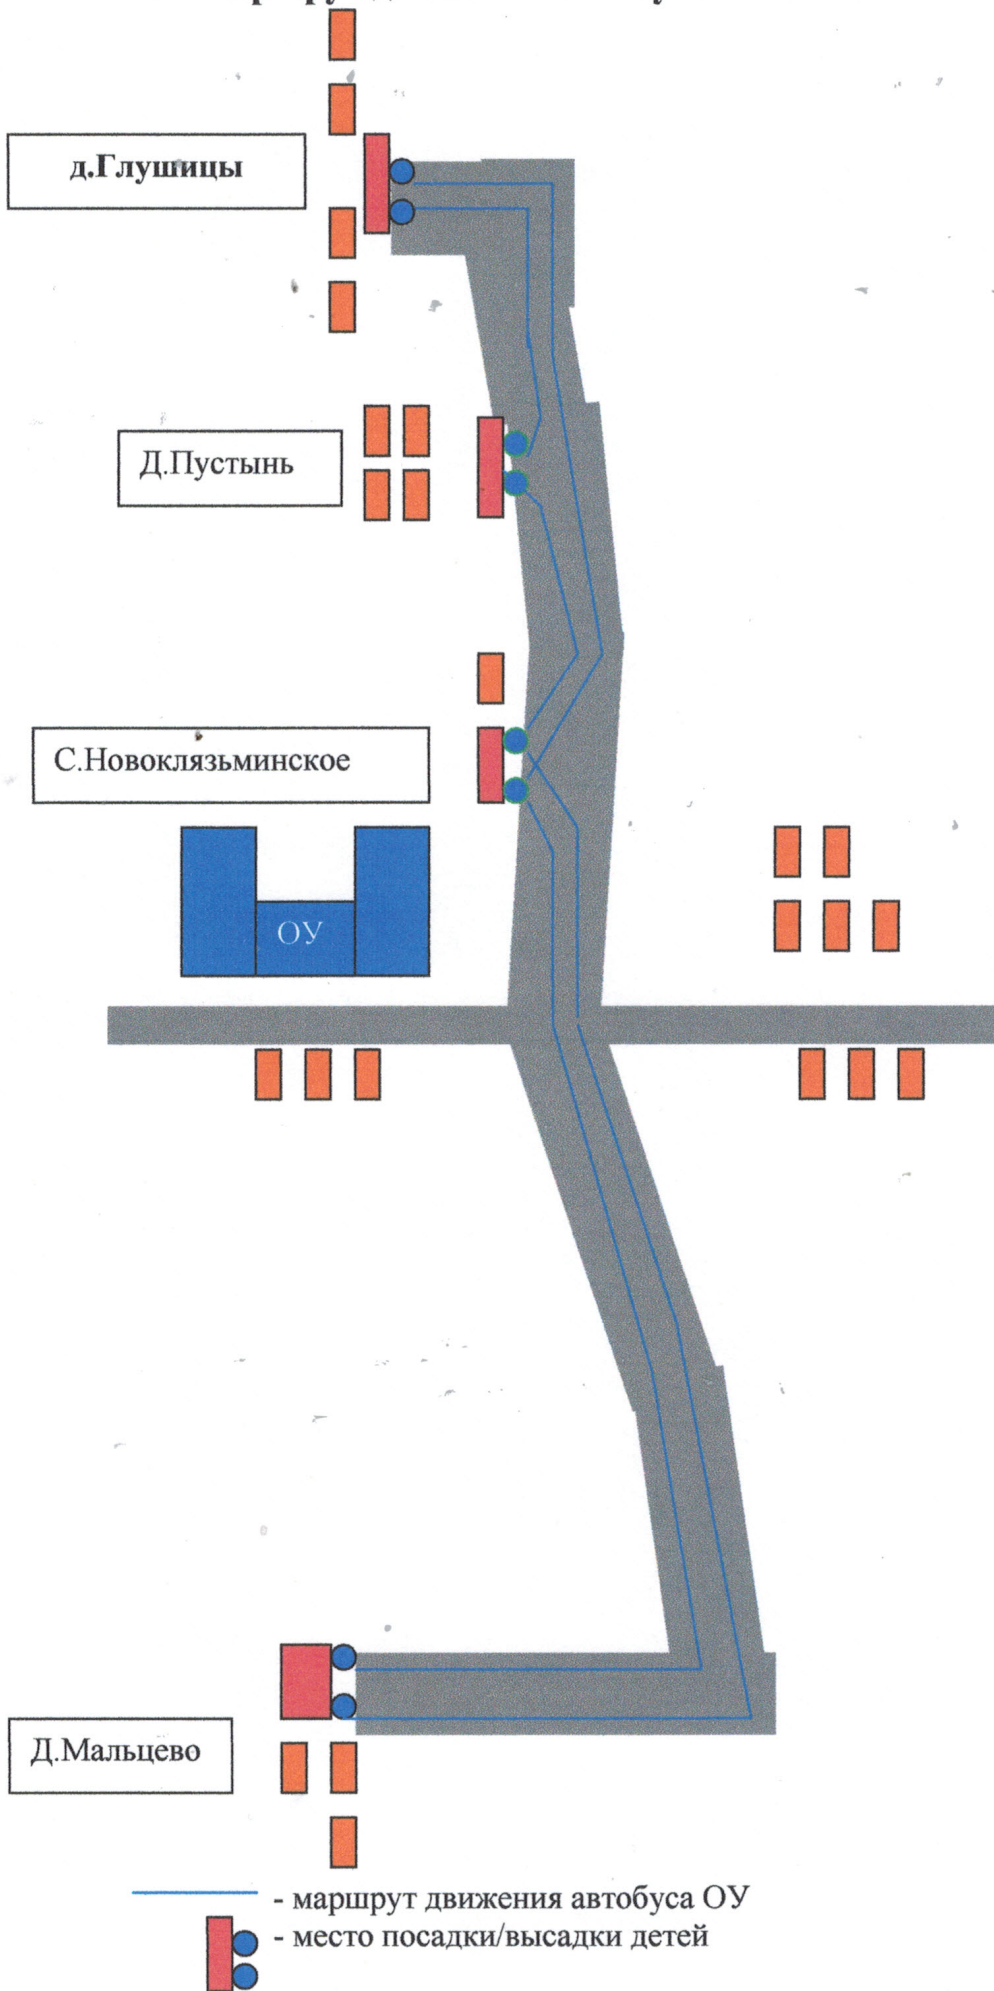 д.Глушицы
Д.Пустынь
С.Новоклязьминское
ОУ
Д.Мальцево
- маршрут движения автобуса ОУ
- место посадки/высадки детей